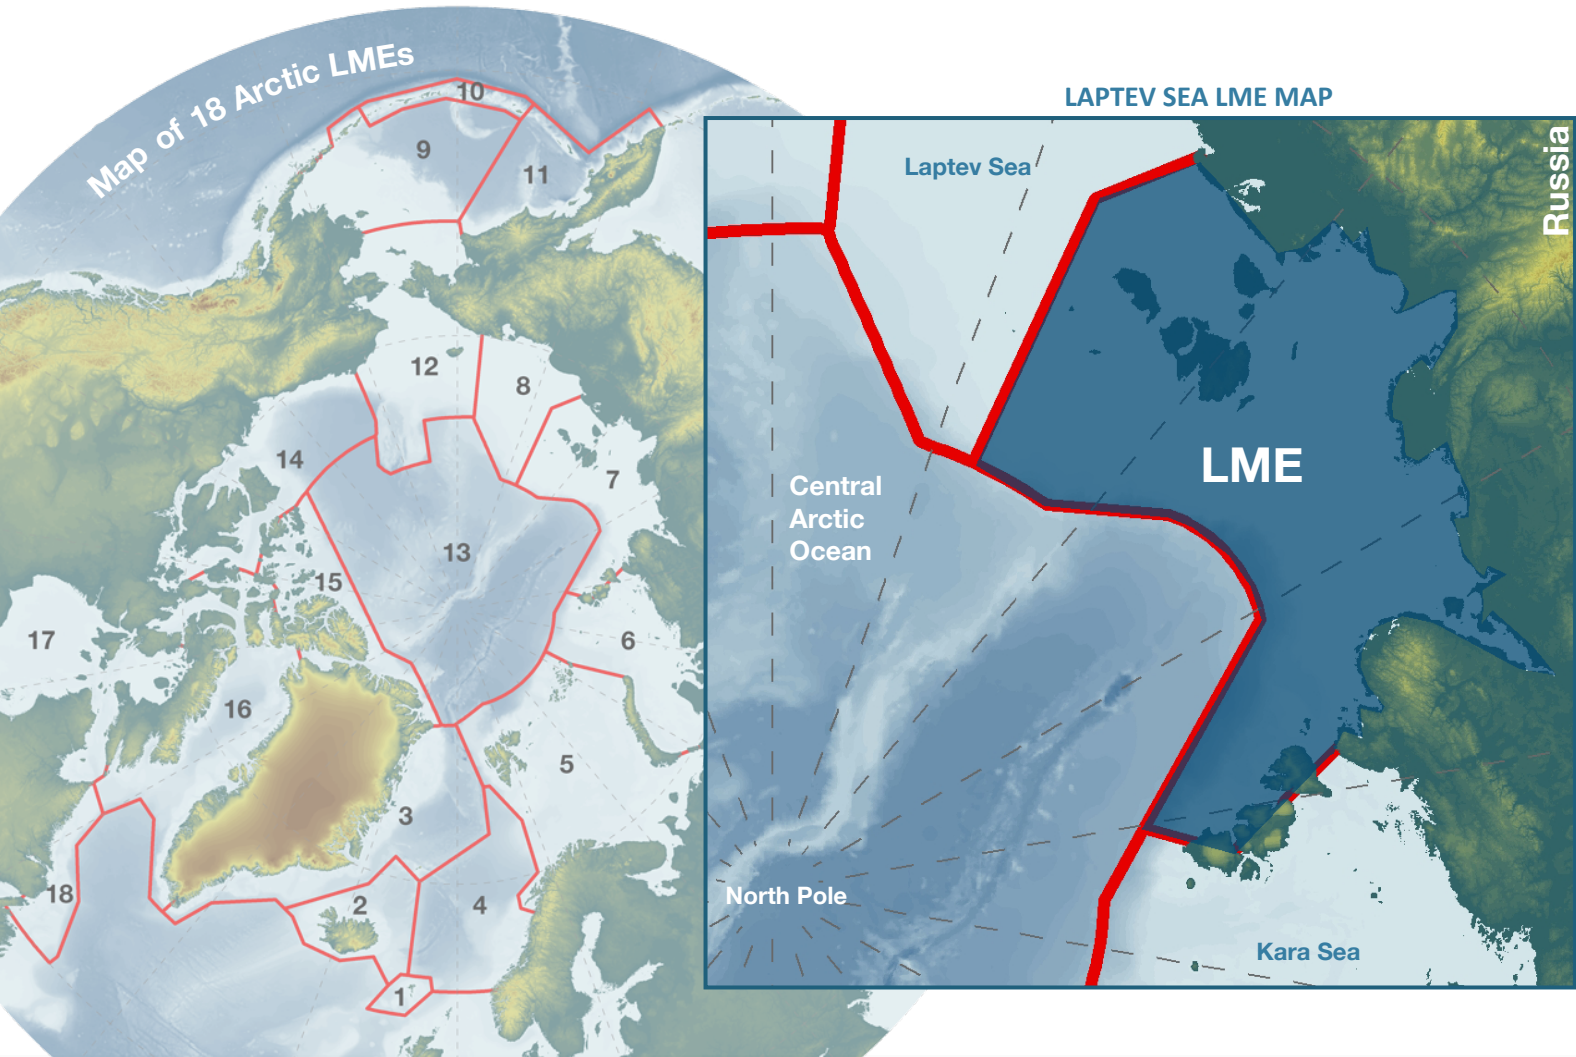 Map of 18 Arctic LMEs
LAPTEV SEA LME MAP
10
9
11
12
8
14
7
13
15
17
6
16
5
3
18
2
4
1
Laptev Sea
Russia
LME
Central
Arctic
Ocean
North Pole
Kara Sea